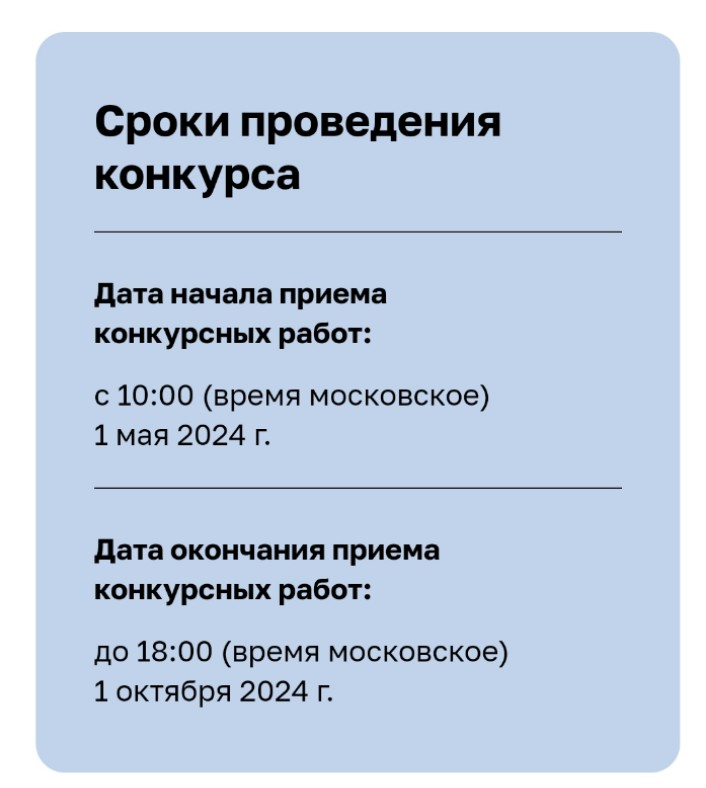 Сроки проведения
конкурса
Дата начала приема
конкурсных работ:
с 10:00 (время московское)
1 мая 2024 г.
Дата окончания приема
конкурсных работ:
до 18:00 (время московское)
1 октября 2024 г.